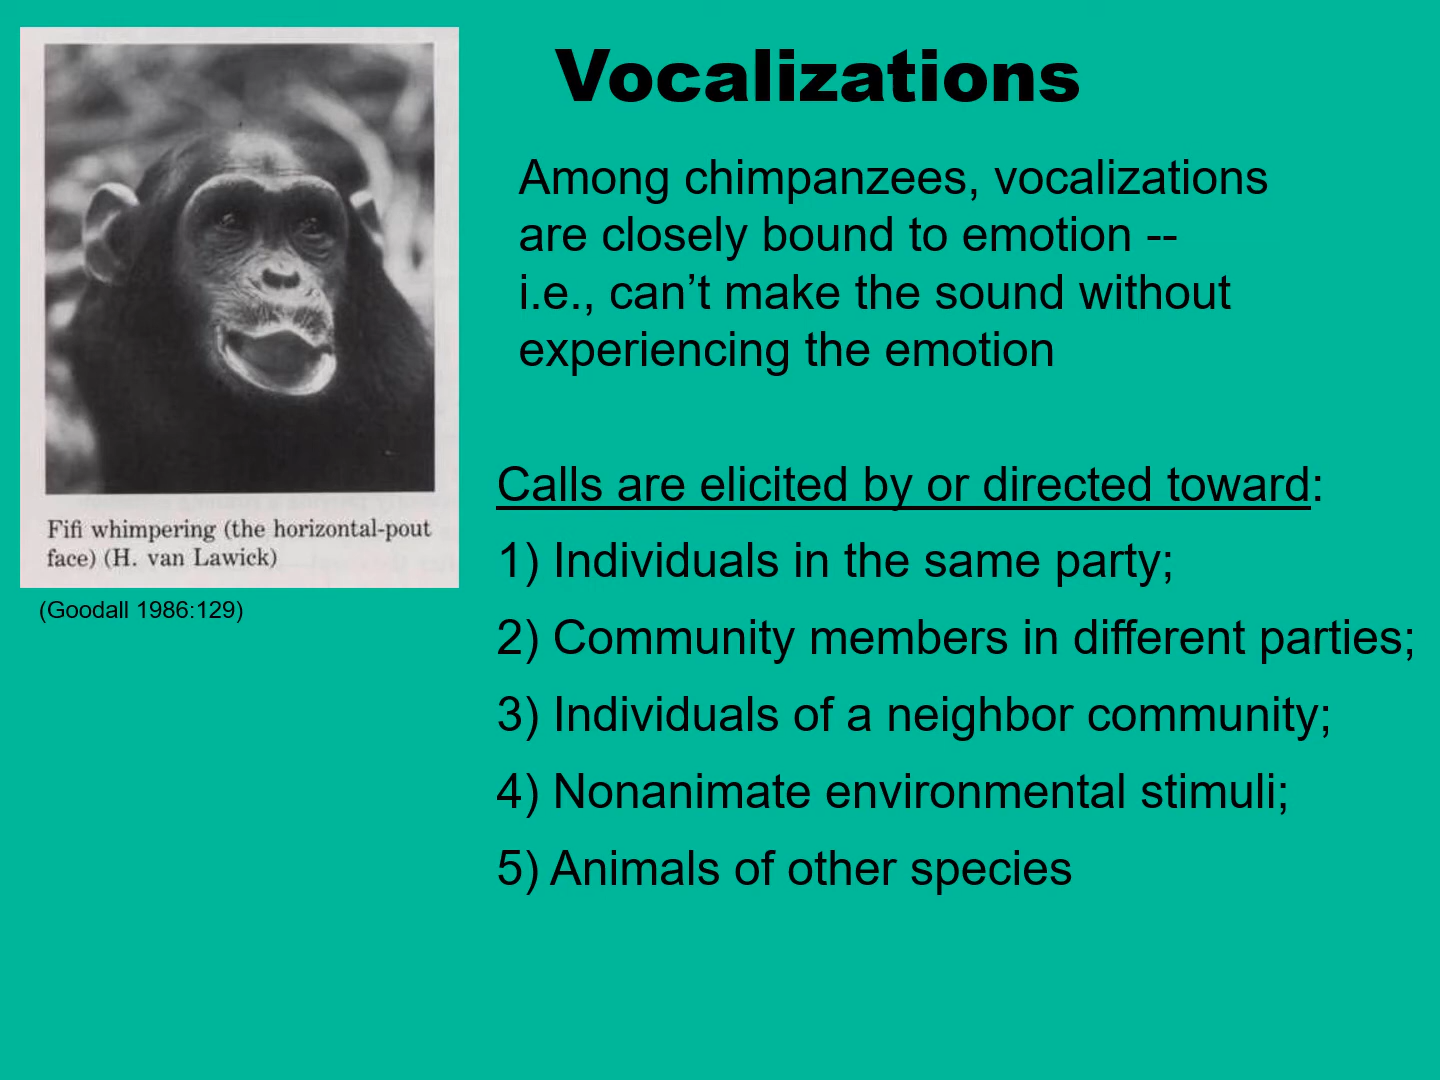 Vocalizations
Among chimpanzees, vocalizations
are closely bound to emotion --
i.e., can’t make the sound without
experiencing the emotion
Fifi whimpering (the horizontal-pout
face) (H. van Lawick)
(Goodall 1986:129)
Calls are elicited by or directed toward:
1) Individuals in the same party;
2) Community members in different parties;
3) Individuals of a neighbor community;
4) Nonanimate environmental stimuli;
5) Animals of other species